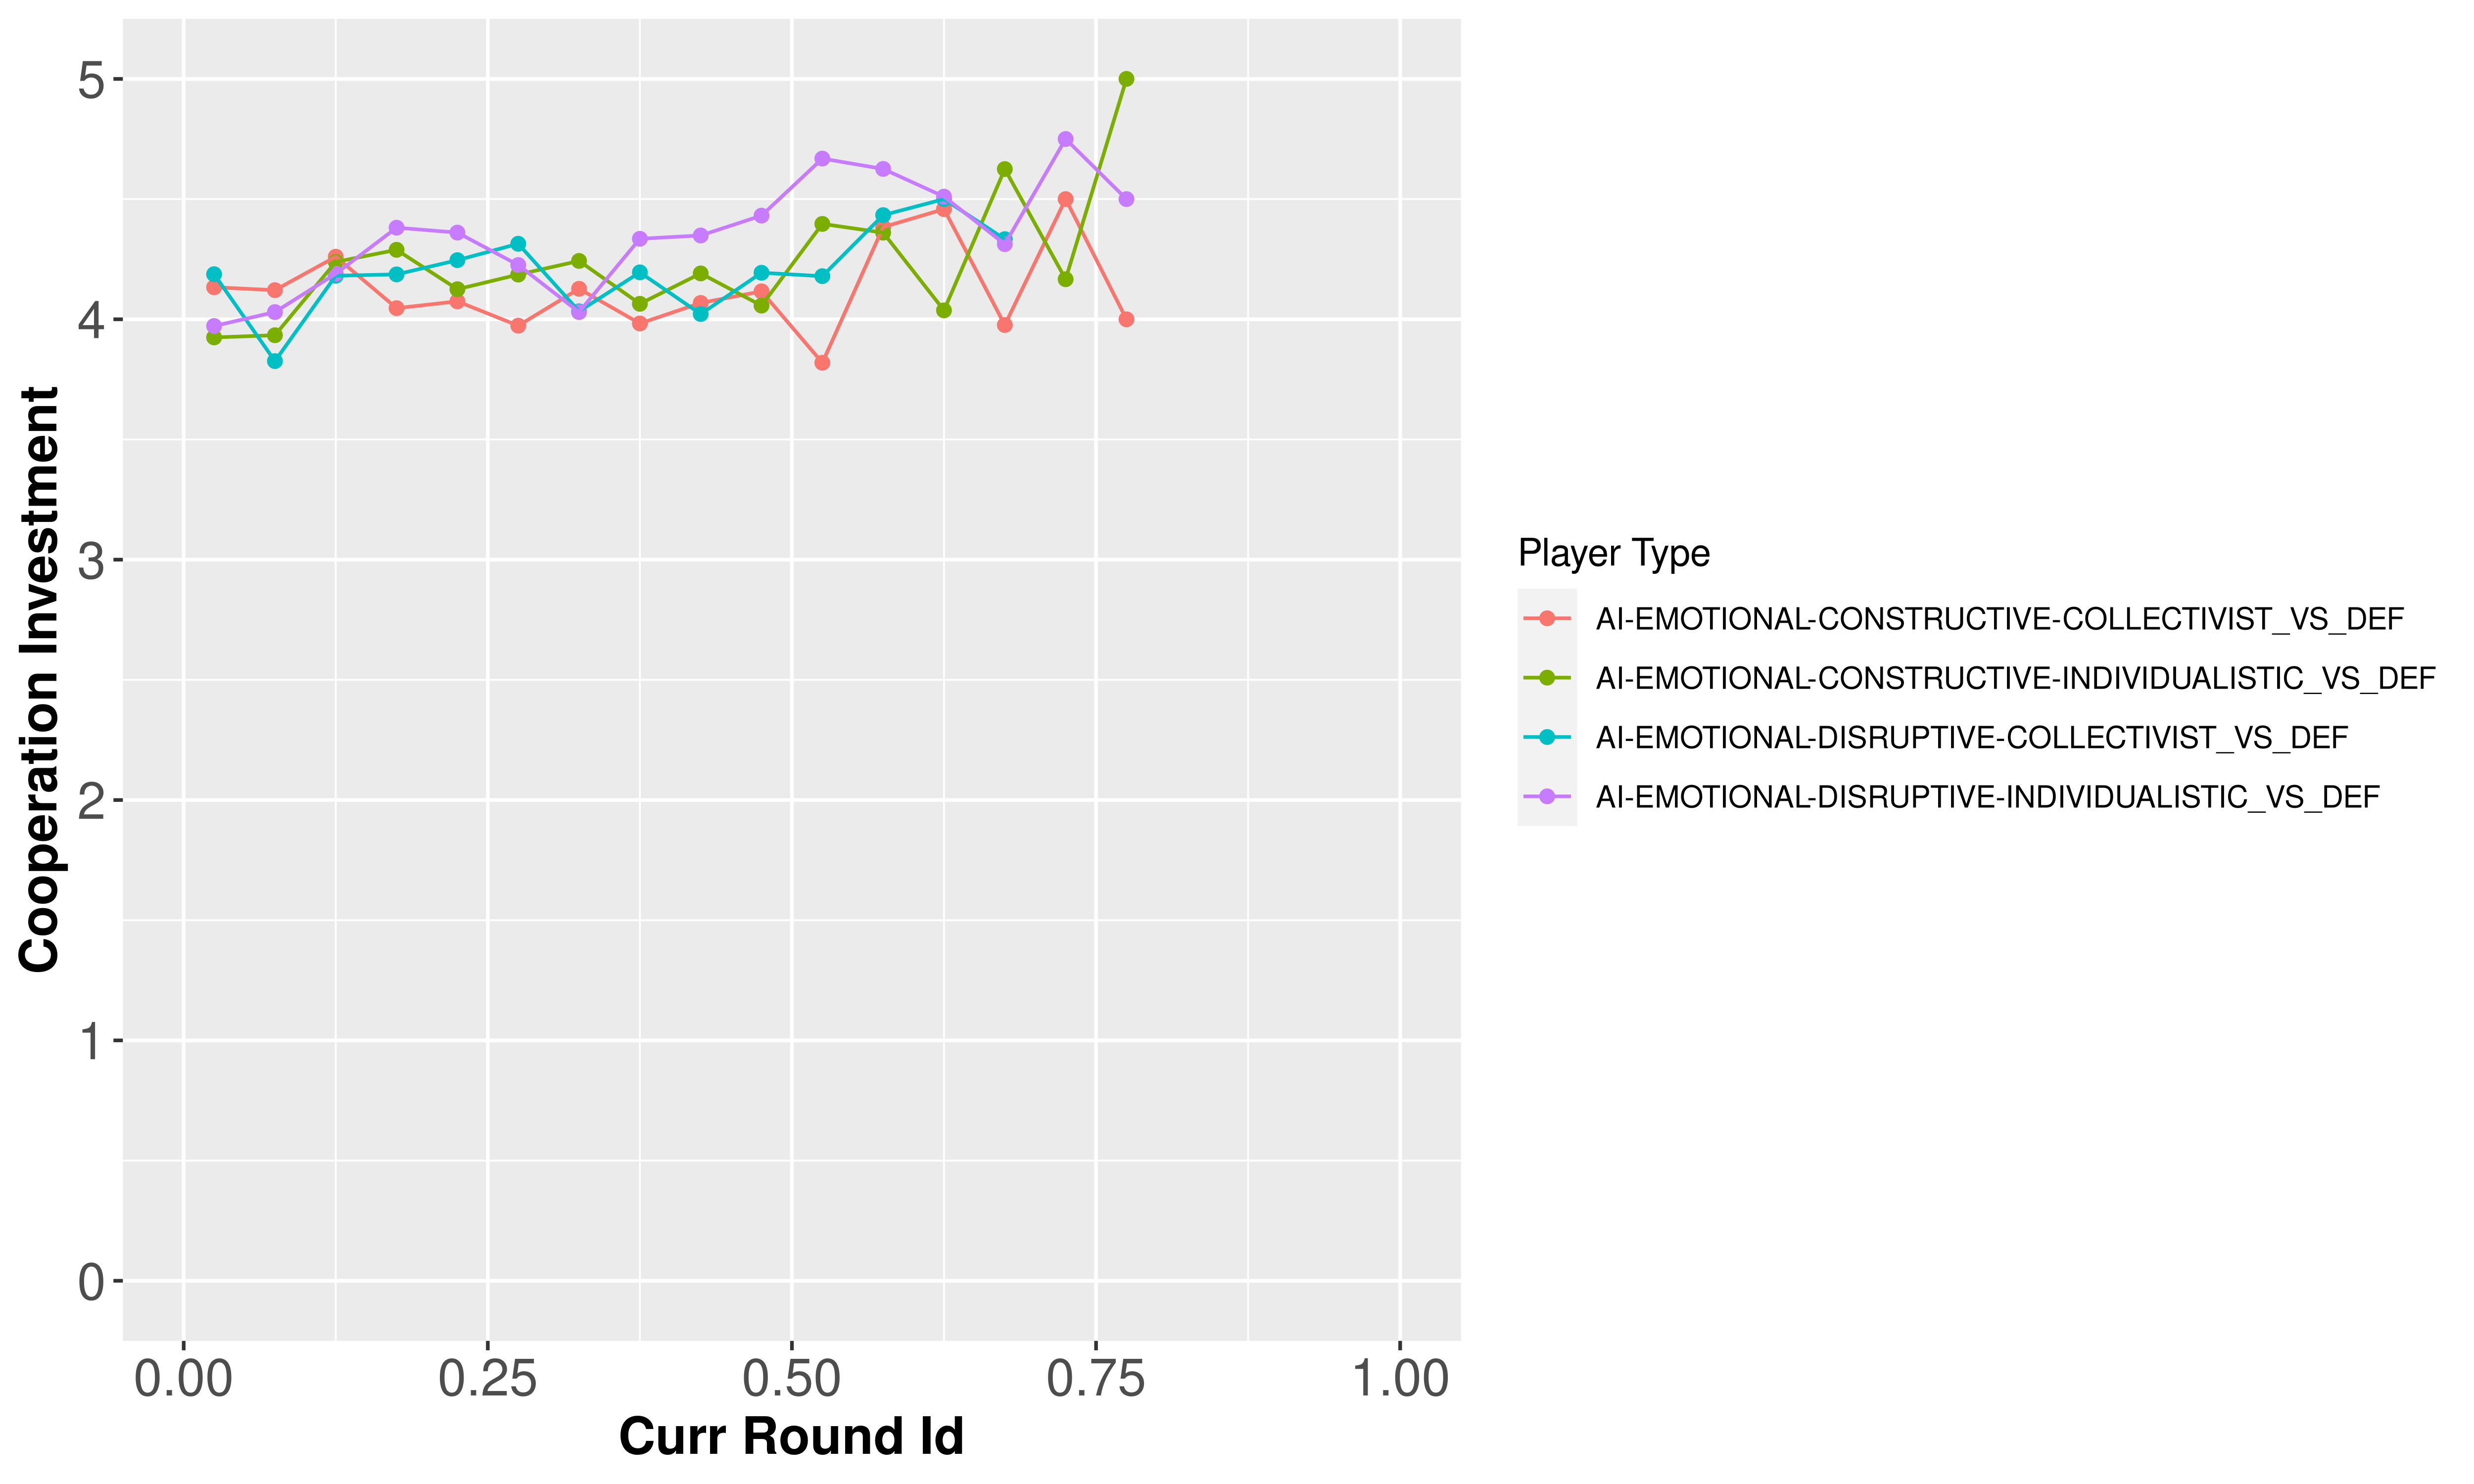 5
4
3
2
1
0
Cooperation Investment
0.00 0.25 0.50 0.75 1.00
Curr Round Id
Player Type
AI-EMOTIONAL-CONSTRUCTIVE-COLLECTIVIST_VS_DEF
AI-EMOTIONAL-CONSTRUCTIVE-INDIVIDUALISTIC_VS_DEF
AI-EMOTIONAL-DISRUPTIVE-COLLECTIVIST_VS_DEF
AI-EMOTIONAL-DISRUPTIVE-INDIVIDUALISTIC_VS_DEF